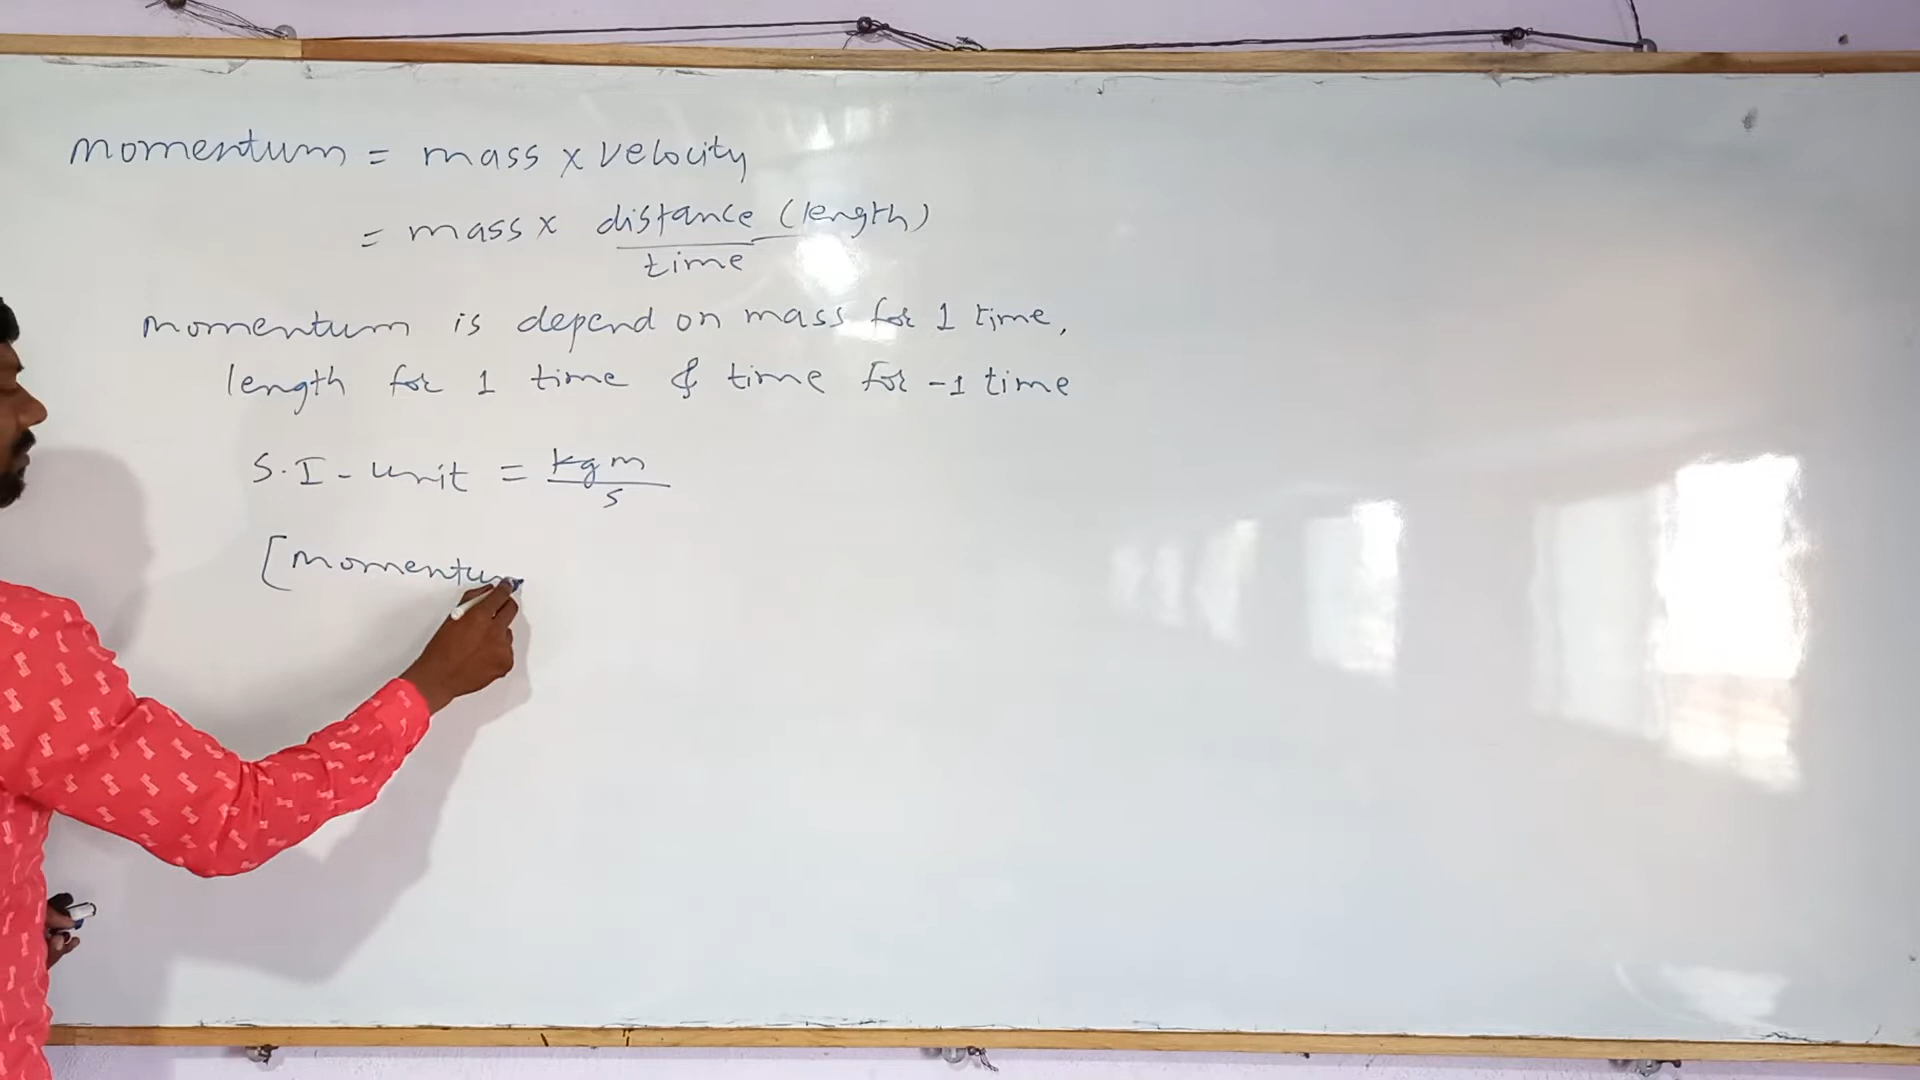 momentum = mass x velocity
= mass x distance (length) / time
momentum is depend on mass for 1 time,
length for 1 time & time for -1 time
S.I - unit = kg m / s
[momentum